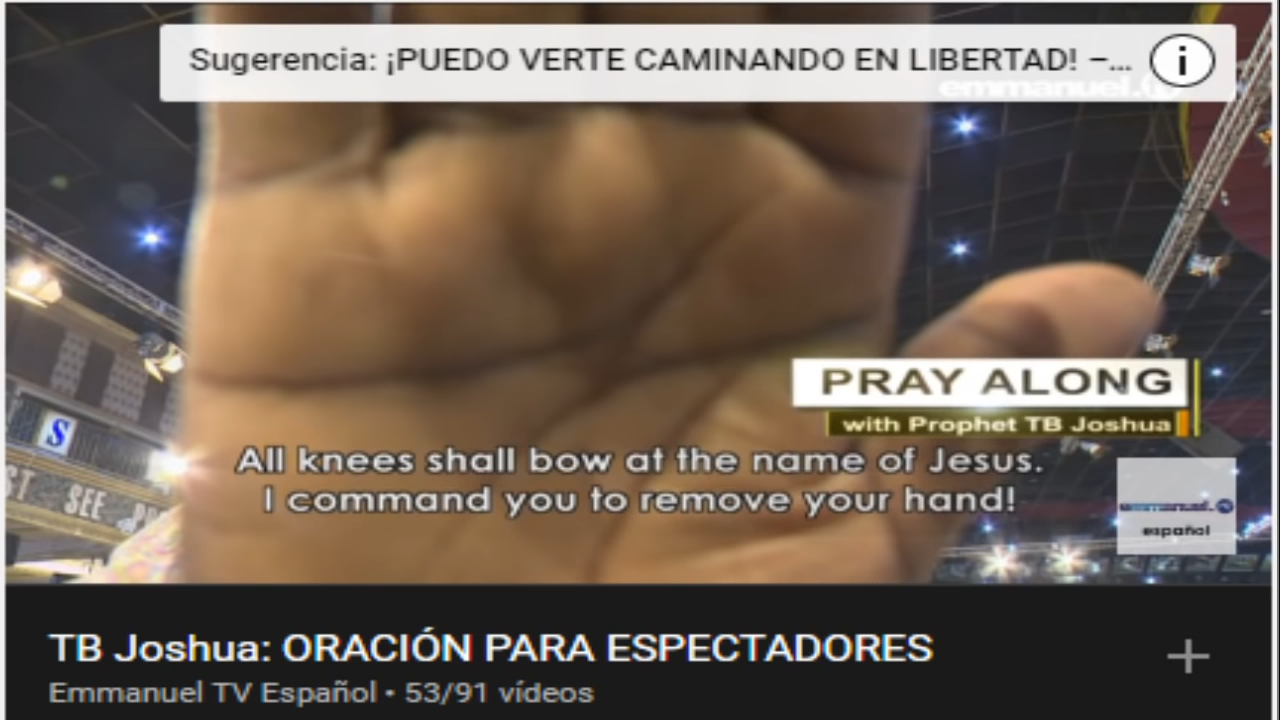 Sugerencia: ¡PUEDO VERTE CAMINANDO EN LIBERTAD! –...
i
emmanuel.
PRAY ALONG
with Prophet TB Joshua
All knees shall bow at the name of Jesus.
I command you to remove your hand!
S
SEE
emmanuel.tv
español
TB Joshua: ORACIÓN PARA ESPECTADORES
Emmanuel TV Español • 53/91 vídeos